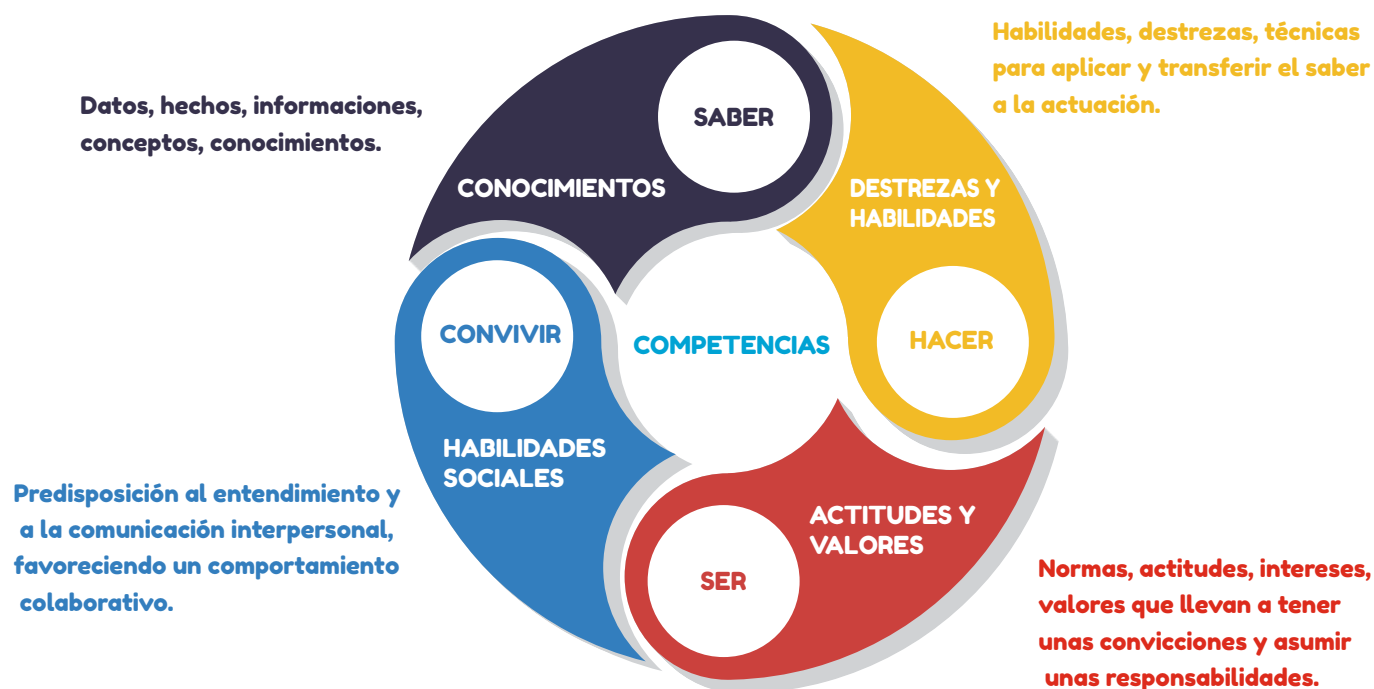 Datos, hechos, informaciones,
conceptos, conocimientos.
SABER
CONOCIMIENTOS
Habilidades, destrezas, técnicas
para aplicar y transferir el saber
a la actuación.
DESTREZAS Y
HABILIDADES
HACER
COMPETENCIAS
CONVIVIR
HABILIDADES
SOCIALES
Predisposición al entendimiento y
a la comunicación interpersonal,
favoreciendo un comportamiento
colaborativo.
ACTITUDES Y
VALORES
SER
Normas, actitudes, intereses,
valores que llevan a tener
unas convicciones y asumir
unas responsabilidades.